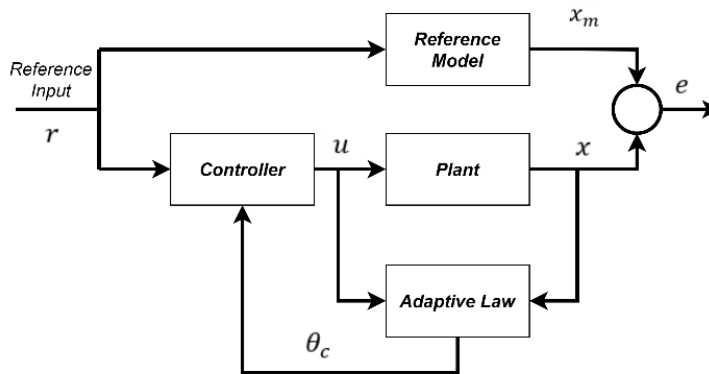 x_m
Reference
Model
Reference
Input
e
r
u
x
Controller
Plant
Adaptive Law
θ_c